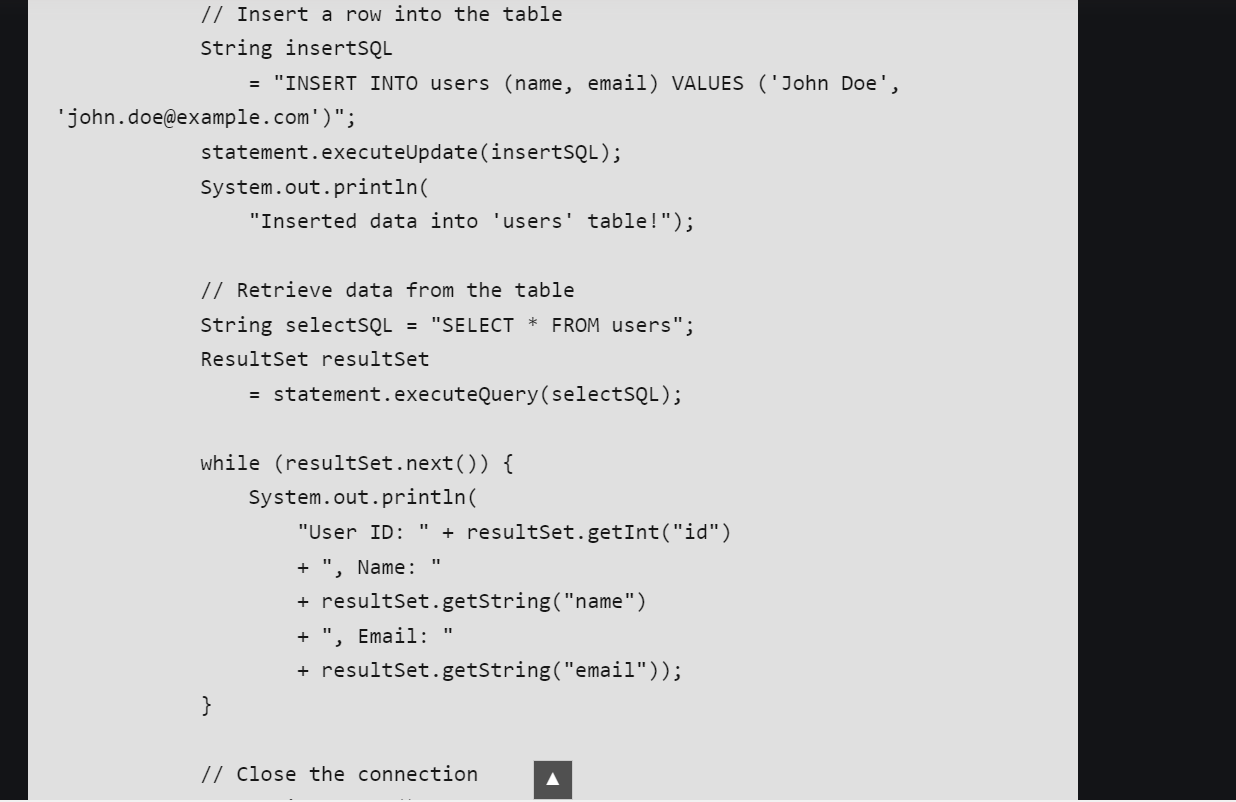 // Insert a row into the table
String insertSQL
= "INSERT INTO users (name, email) VALUES ('John Doe',
'john.doe@example.com')";
statement.executeUpdate(insertSQL);
System.out.println(
"Inserted data into 'users' table!");
// Retrieve data from the table
String selectSQL = "SELECT * FROM users";
ResultSet resultSet
= statement.executeQuery(selectSQL);
while (resultSet.next()) {
System.out.println(
"User ID: " + resultSet.getInt("id")
+ ", Name: "
+ resultSet.getString("name")
+ ", Email: "
+ resultSet.getString("email"));
}
// Close the connection